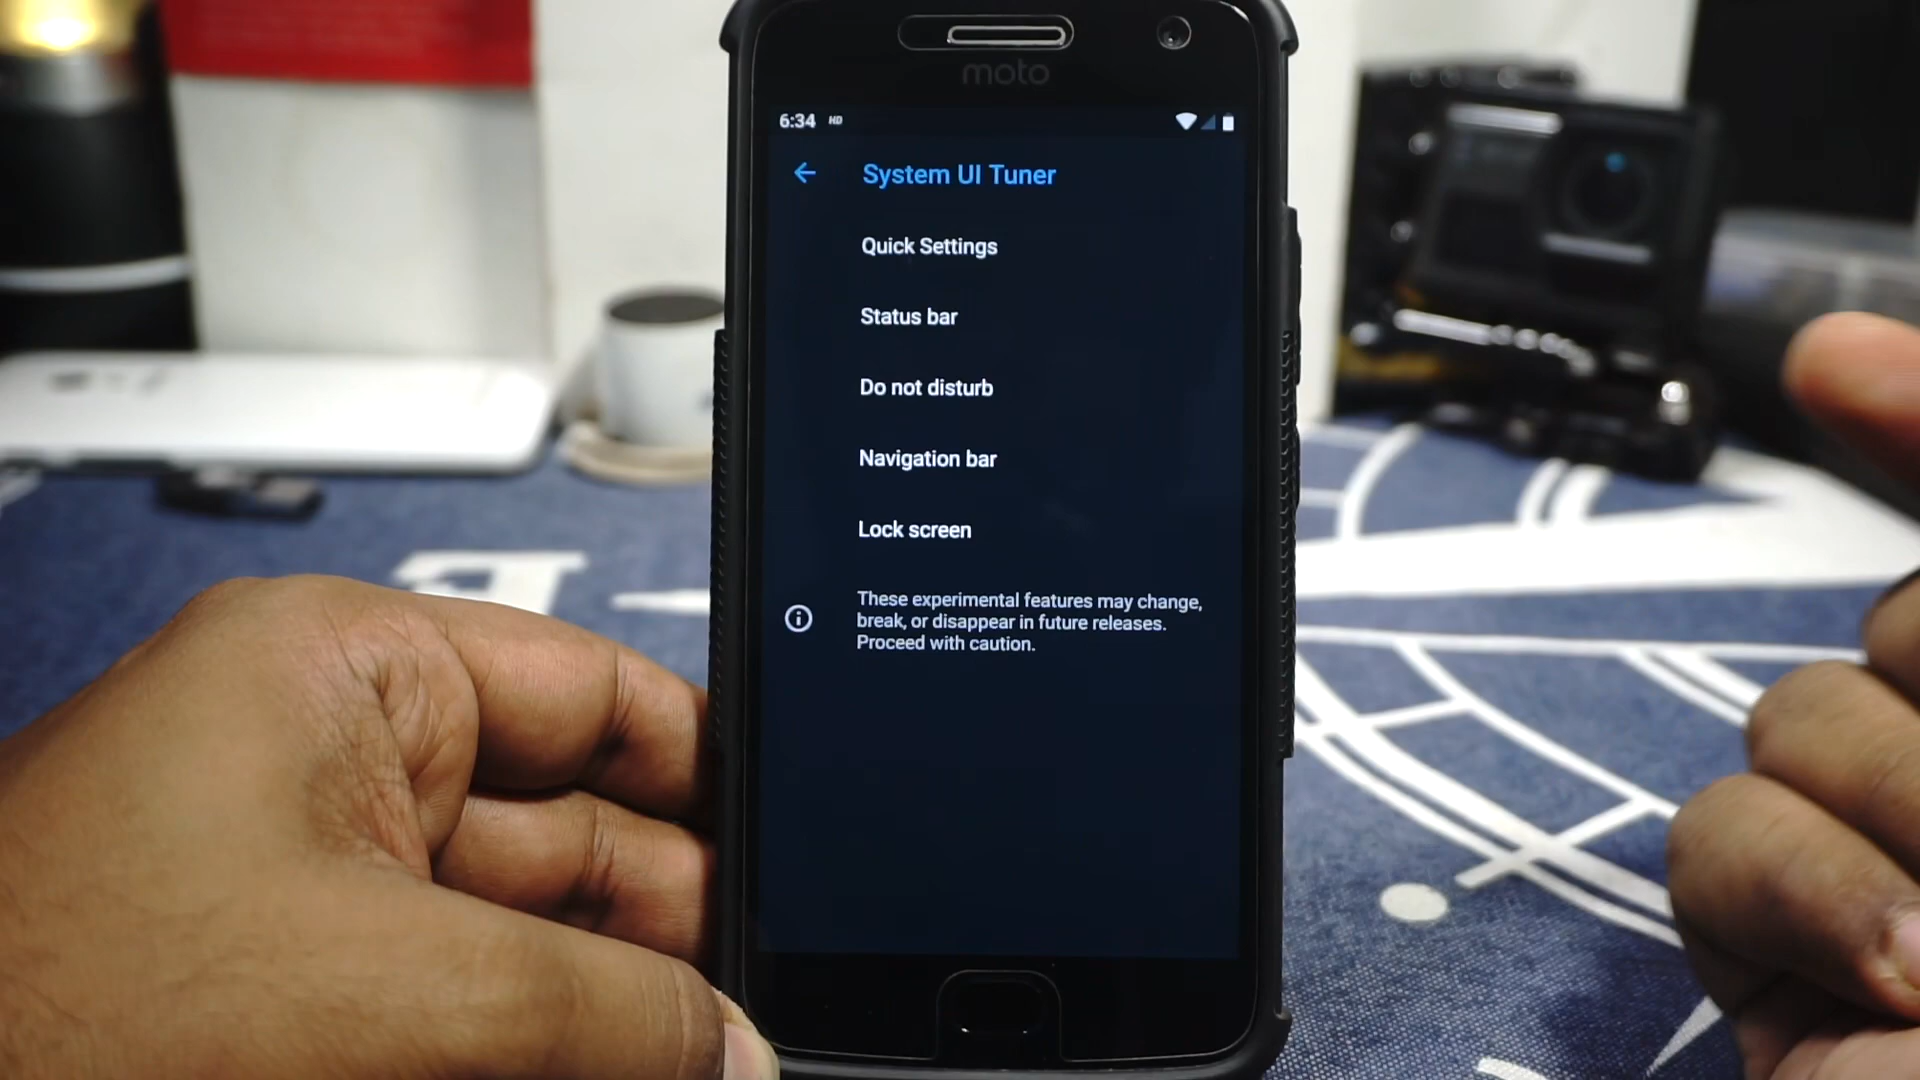 moto
6:34 HD
System UI Tuner
Quick Settings
Status bar
Do not disturb
Navigation bar
Lock screen
These experimental features may change,
break, or disappear in future releases.
Proceed with caution.